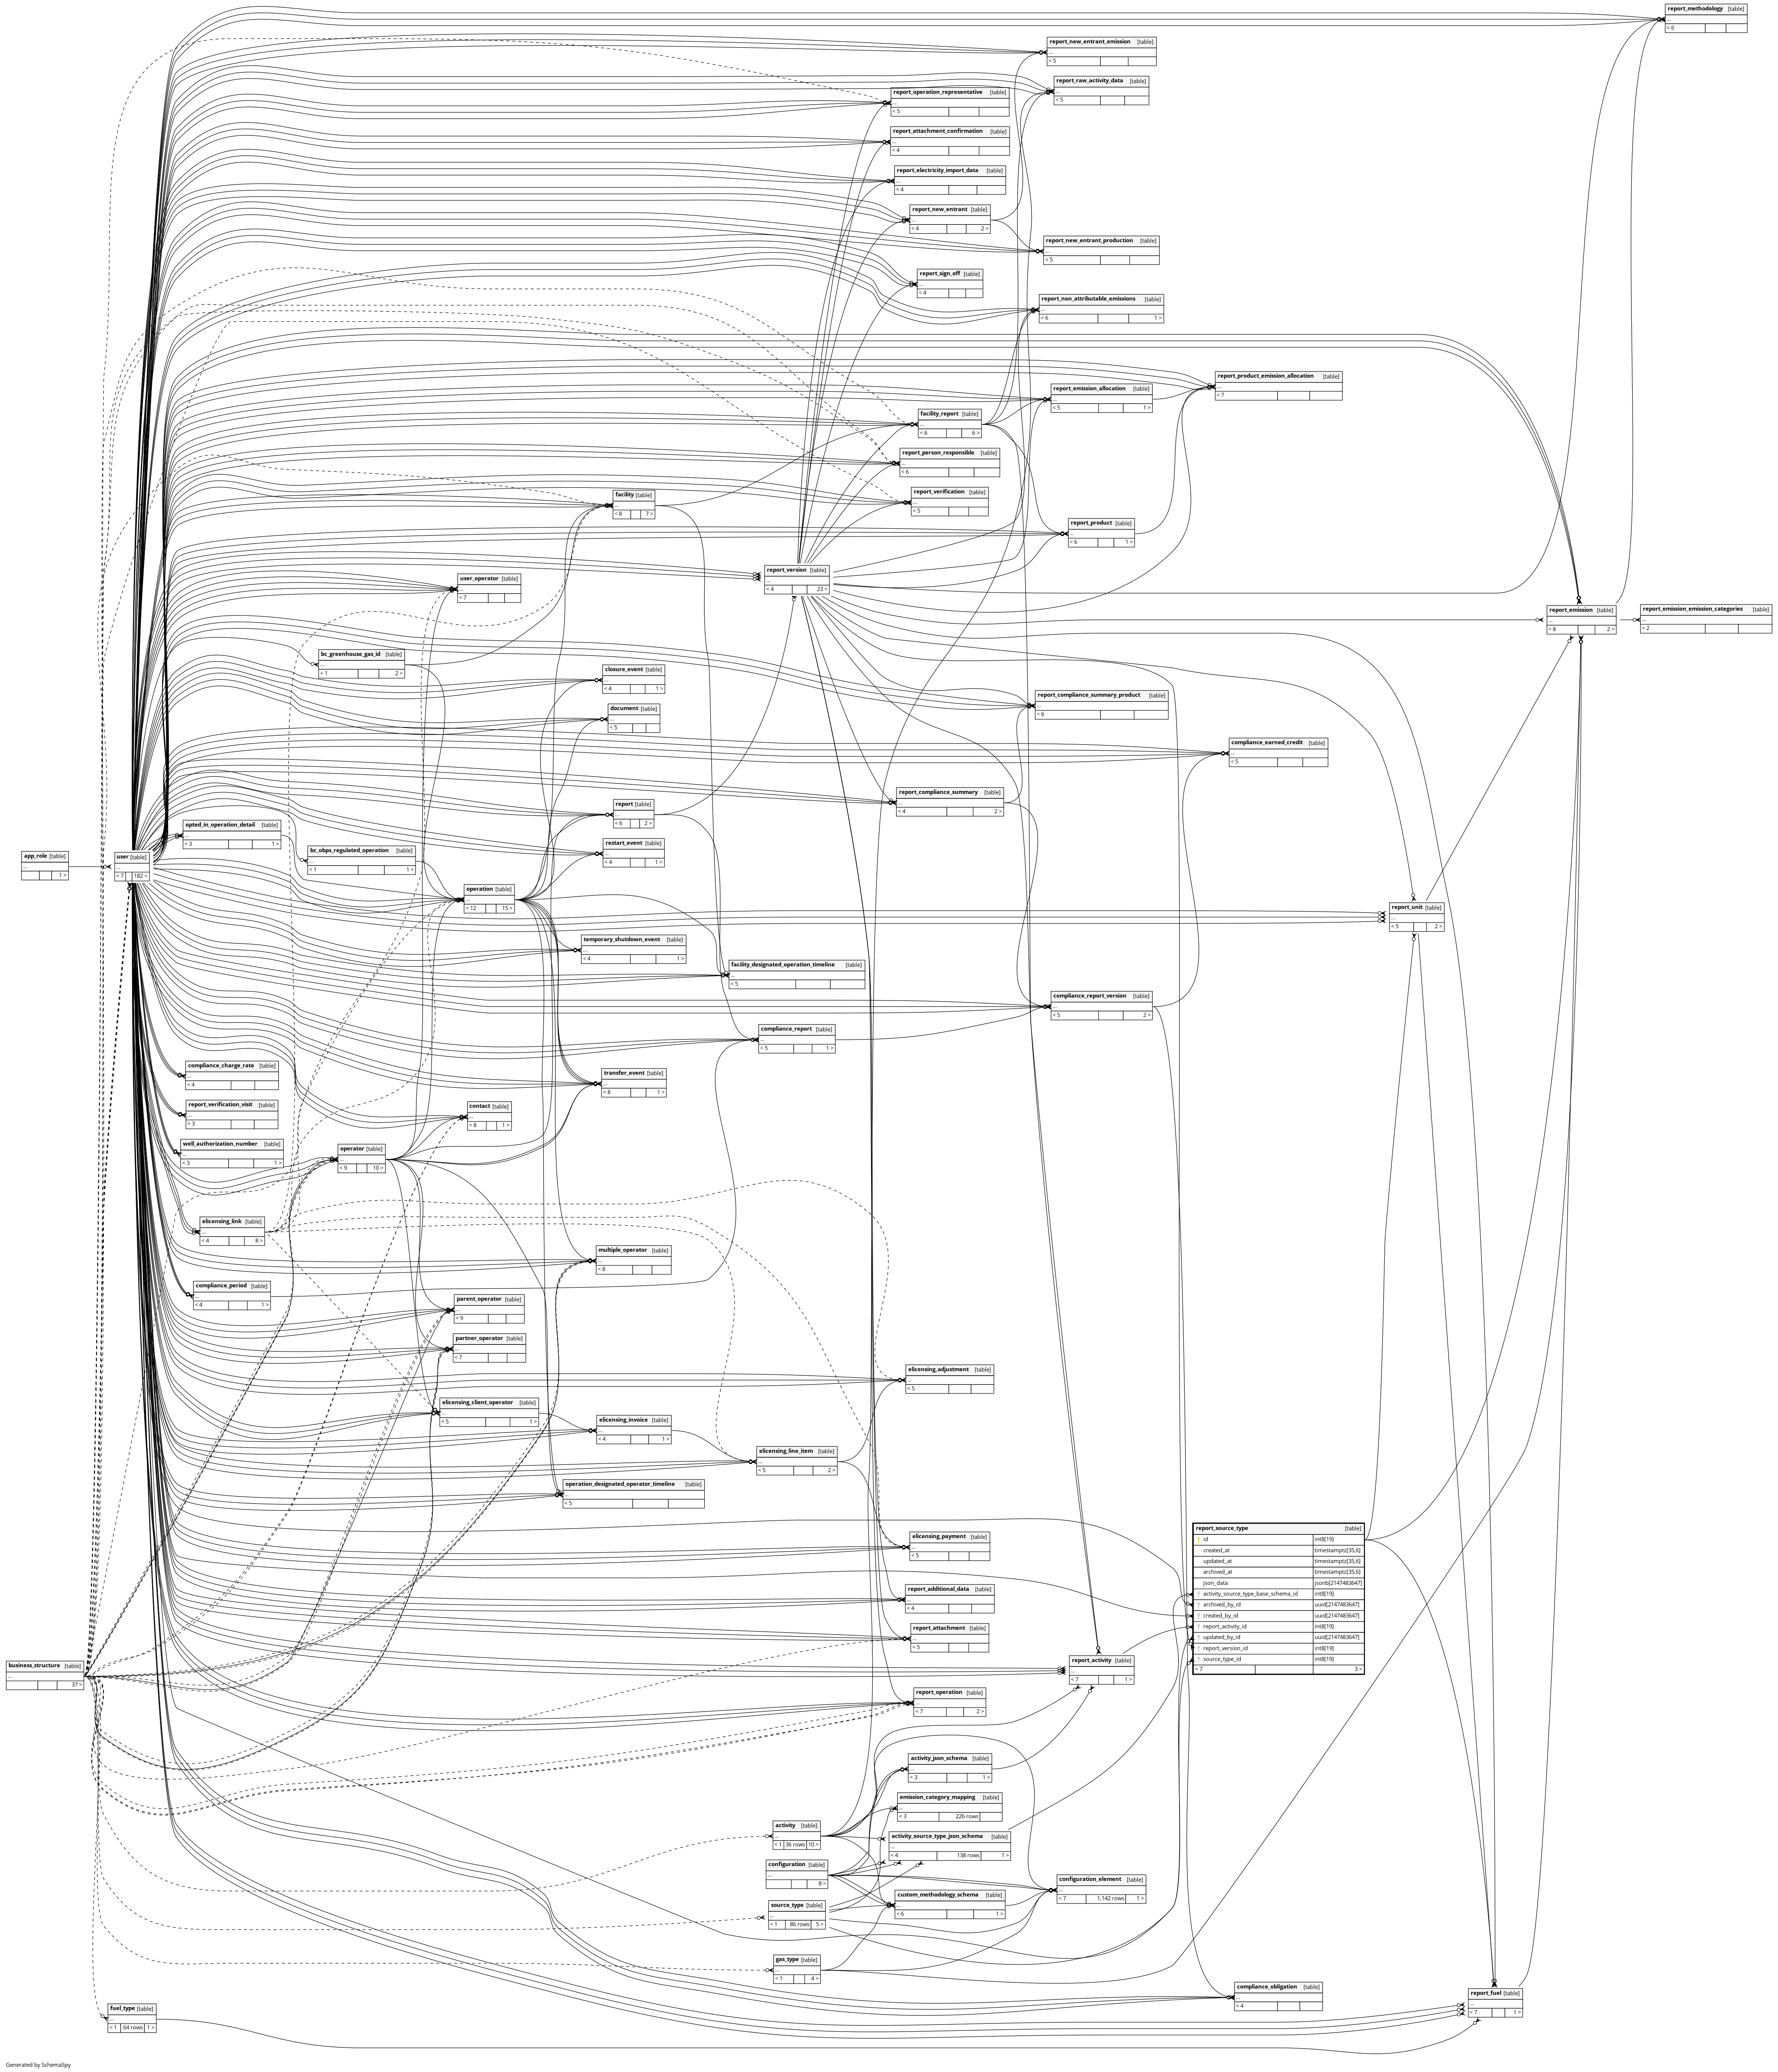 report_methodology [table]
...
< 6
report_new_entrant_emission [table]
...
< 5
report_raw_activity_data [table]
...
< 5
report_operation_representative [table]
...
< 5
report_attachment_confirmation [table]
...
< 4
report_electricity_import_data [table]
...
< 4
report_new_entrant [table]
...
< 4 2 >
report_new_entrant_production [table]
...
< 5
report_sign_off [table]
...
< 4
report_non_attributable_emissions [table]
...
< 6 1 >
report_product_emission_allocation [table]
...
< 7
report_emission_allocation [table]
...
< 5 1 >
facility_report [table]
...
< 6 6 >
report_person_responsible [table]
...
< 6
report_verification [table]
...
< 5
facility [table]
...
< 8 7 >
report_product [table]
...
< 6 1 >
report_version [table]
...
< 4 23 >
user_operator [table]
...
< 7
report_emission [table]
...
< 8 2 >
report_emission_emission_categories [table]
...
< 2
bc_greenhouse_gas_id [table]
...
< 1 2 >
closure_event [table]
...
< 4 1 >
report_compliance_summary_product [table]
...
< 6
document [table]
...
< 5
compliance_earned_credit [table]
...
< 5
report_compliance_summary [table]
...
< 4 2 >
report [table]
...
< 6 2 >
opted_in_operation_detail [table]
...
< 3 1 >
restart_event [table]
...
< 4 1 >
bc_obps_regulated_operation [table]
...
< 1 1 >
app_role [table]
...
1 >
user [table]
...
< 7 182 >
operation [table]
...
< 12 15 >
report_unit [table]
...
< 5 2 >
temporary_shutdown_event [table]
...
< 4 1 >
facility_designated_operation_timeline [table]
...
< 5
compliance_report_version [table]
...
< 5 2 >
compliance_report [table]
...
< 5 1 >
compliance_charge_rate [table]
...
< 4
transfer_event [table]
...
< 8 1 >
report_verification_visit [table]
...
< 3
contact [table]
...
< 8 1 >
well_authorization_number [table]
...
< 3 1 >
operator [table]
...
< 9 10 >
elicensing_link [table]
...
< 4 8 >
multiple_operator [table]
...
< 8
compliance_period [table]
...
< 4 1 >
parent_operator [table]
...
< 9
partner_operator [table]
...
< 7
elicensing_adjustment [table]
...
< 5
elicensing_client_operator [table]
...
< 5 1 >
elicensing_invoice [table]
...
< 4 1 >
elicensing_line_item [table]
...
< 5 2 >
operation_designated_operator_timeline [table]
...
< 5
report_source_type [table]
id int8[19]
created_at timestamptz[35,6]
updated_at timestamptz[35,6]
archived_at timestamptz[35,6]
json_data jsonb[2147483647]
activity_source_type_base_schema_id int8[19]
archived_by_id uuid[2147483647]
created_by_id uuid[2147483647]
report_activity_id int8[19]
updated_by_id uuid[2147483647]
report_version_id int8[19]
source_type_id int8[19]
< 7 3 >
elicensing_payment [table]
...
< 5
report_additional_data [table]
...
< 4
report_attachment [table]
...
< 5
business_structure [table]
...
37 >
report_activity [table]
...
< 7 1 >
report_operation [table]
...
< 7 2 >
activity_json_schema [table]
...
< 3 1 >
emission_category_mapping [table]
...
< 3 226 rows
activity [table]
...
< 1 36 rows 10 >
activity_source_type_json_schema [table]
...
< 4 138 rows 1 >
configuration [table]
...
8 >
configuration_element [table]
...
< 7 1,142 rows 1 >
custom_methodology_schema [table]
...
< 6 1 >
source_type [table]
...
< 1 86 rows 5 >
gas_type [table]
...
< 1 4 >
compliance_obligation [table]
...
< 4
report_fuel [table]
...
< 7 1 >
fuel_type [table]
...
< 1 64 rows 1 >
Generated by SchemaSpy